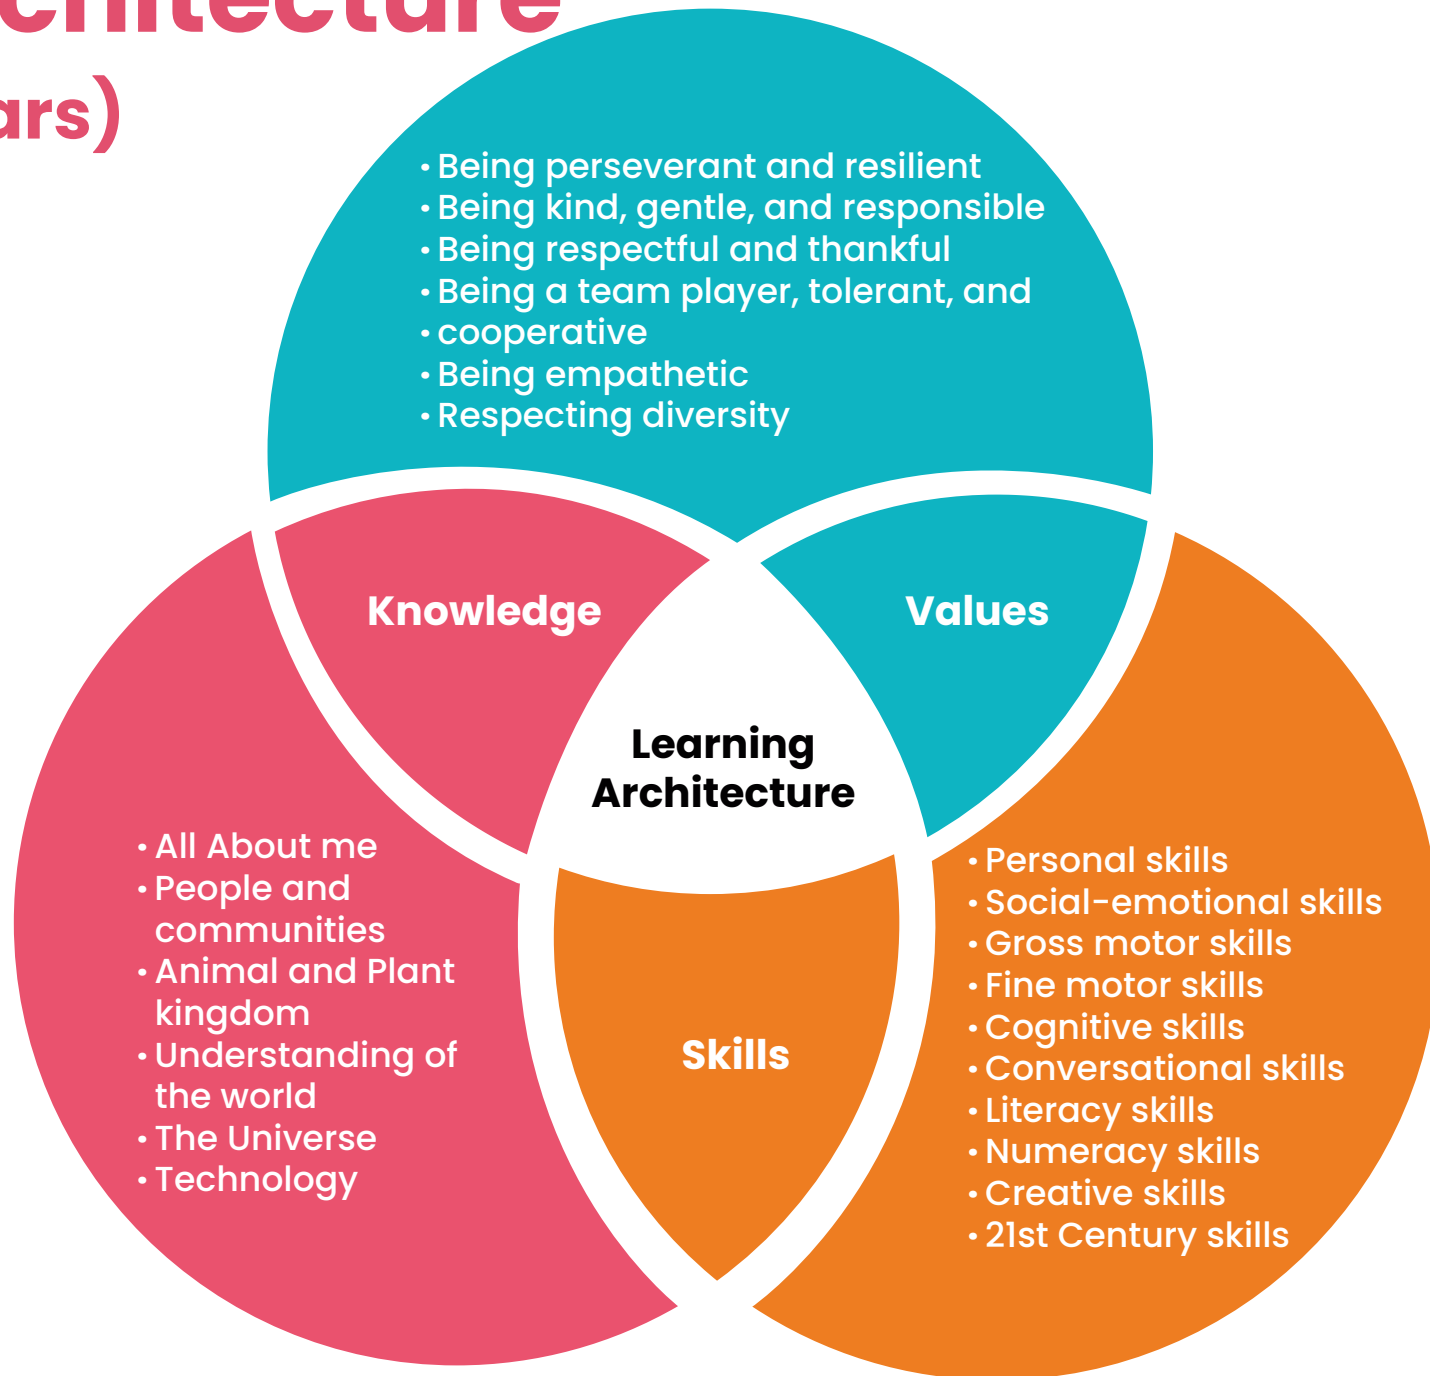 chitecture
ars)
• Being perseverant and resilient
• Being kind, gentle, and responsible
• Being respectful and thankful
• Being a team player, tolerant, and
• cooperative
• Being empathetic
• Respecting diversity
Knowledge
Values
Learning
Architecture
Skills
• All About me
• People and
communities
• Animal and Plant
kingdom
• Understanding of
the world
• The Universe
• Technology
• Personal skills
• Social-emotional skills
• Gross motor skills
• Fine motor skills
• Cognitive skills
• Conversational skills
• Literacy skills
• Numeracy skills
• Creative skills
• 21st Century skills